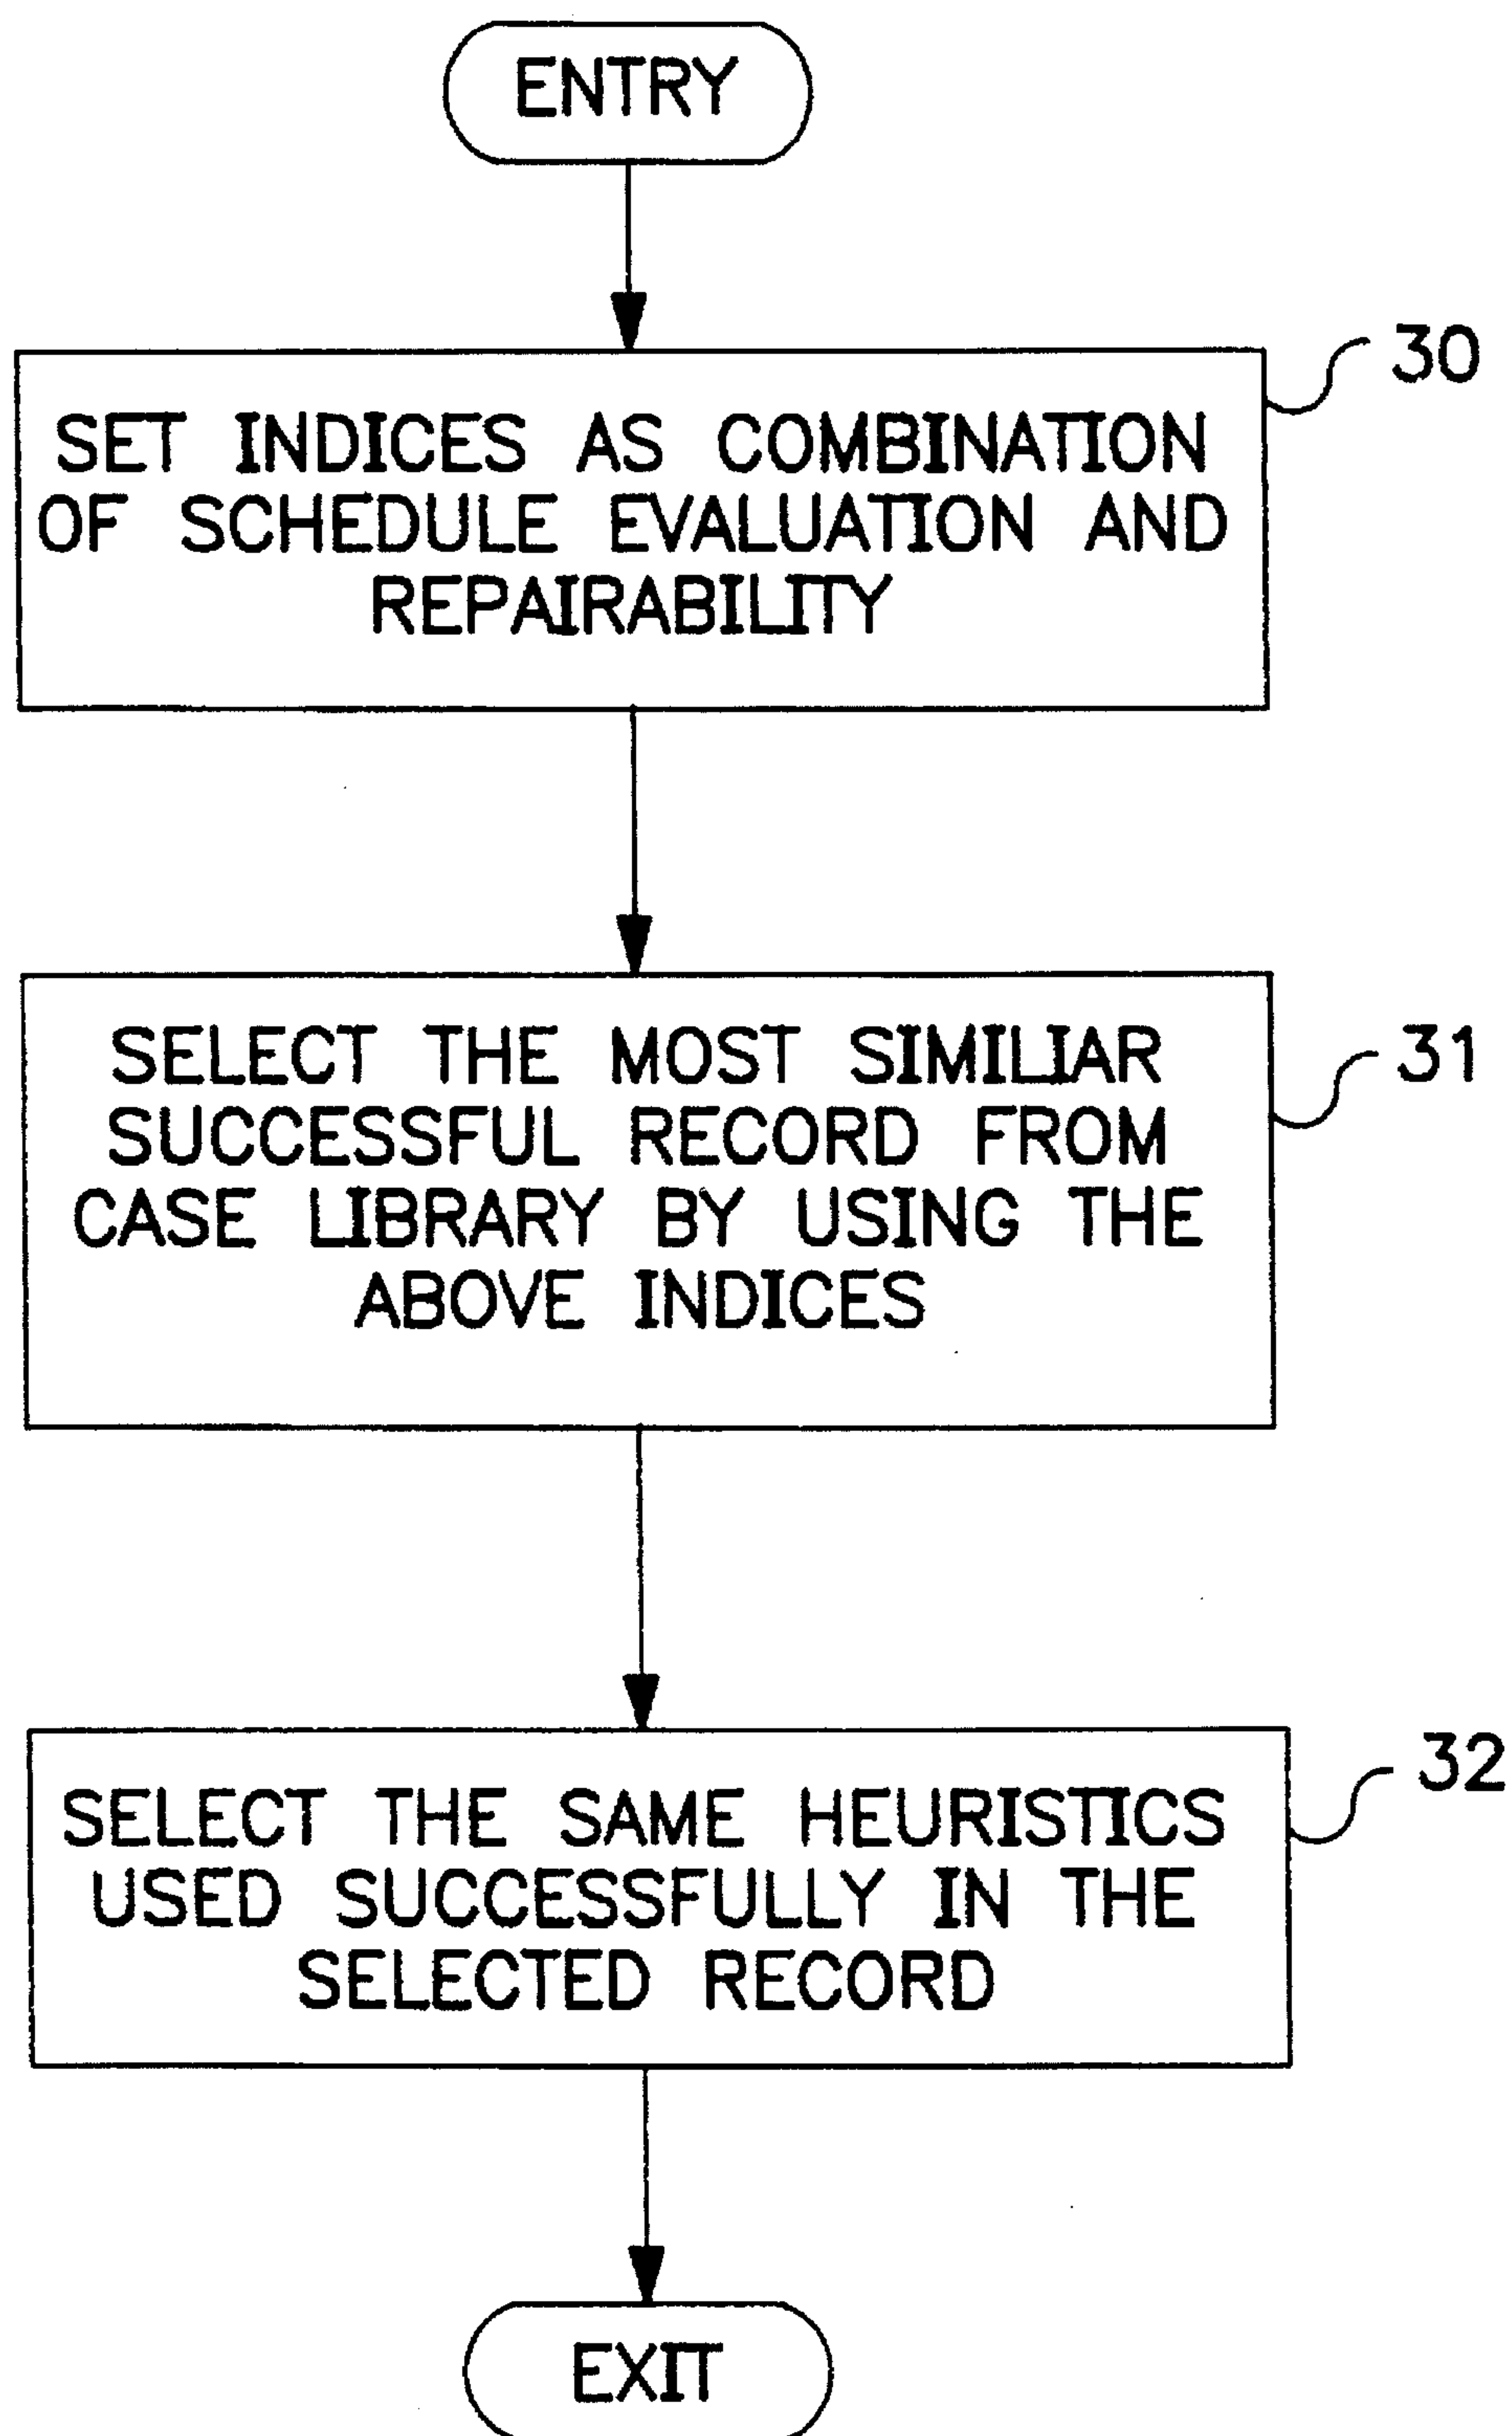 ENTRY
30
SET INDICES AS COMBINATION
OF SCHEDULE EVALUATION AND
REPAIRABILITY
31
SELECT THE MOST SIMILIAR
SUCCESSFUL RECORD FROM
CASE LIBRARY BY USING THE
ABOVE INDICES
32
SELECT THE SAME HEURISTICS
USED SUCCESSFULLY IN THE
SELECTED RECORD
EXIT